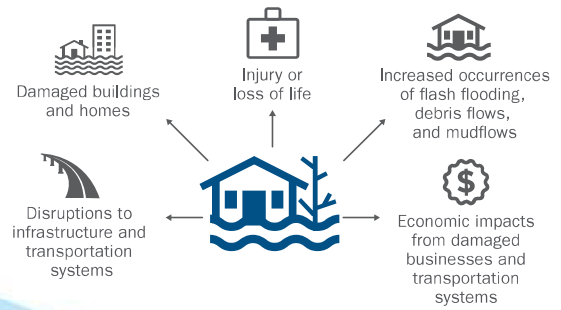 Damaged buildings
and homes
Injury or
loss of life
Increased occurrences
of flash flooding,
debris flows,
and mudflows
Disruptions to
infrastructure and
transportation
systems
$
Economic impacts
from damaged
businesses and
transportation
systems